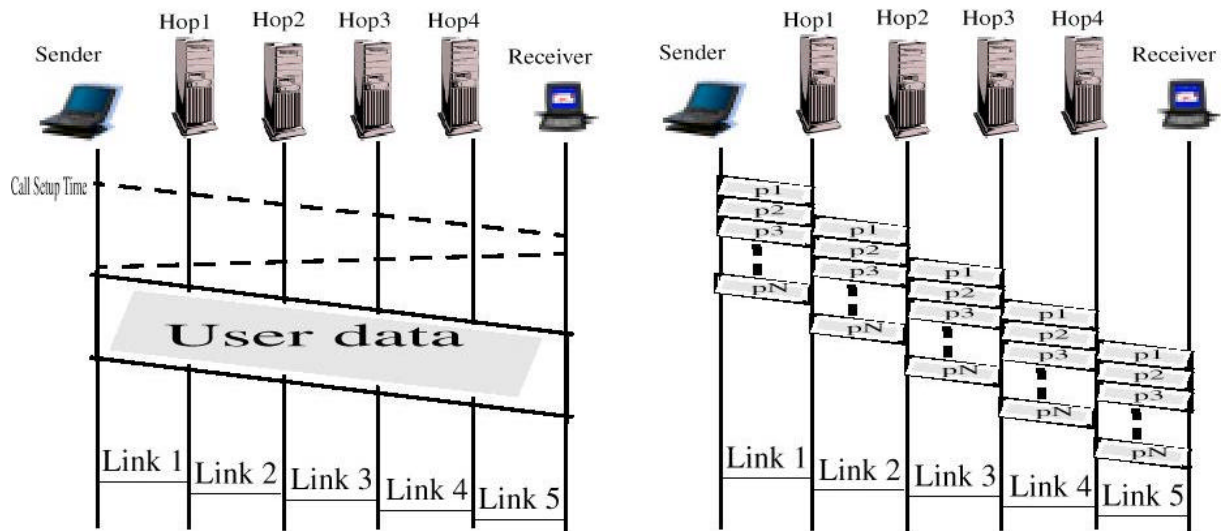 Hop1 Hop2 Hop3 Hop4
Sender
Receiver
Call Setup Time
User data
Link 1
Link 2
Link 3
Link 4
Link 5
Hop1 Hop2 Hop3 Hop4
Sender
Receiver
p1
p2
p3
pN
p1
p2
p3
pN
p1
p2
p3
pN
p1
p2
p3
pN
p1
p2
p3
pN
Link 1
Link 2
Link 3
Link 4
Link 5